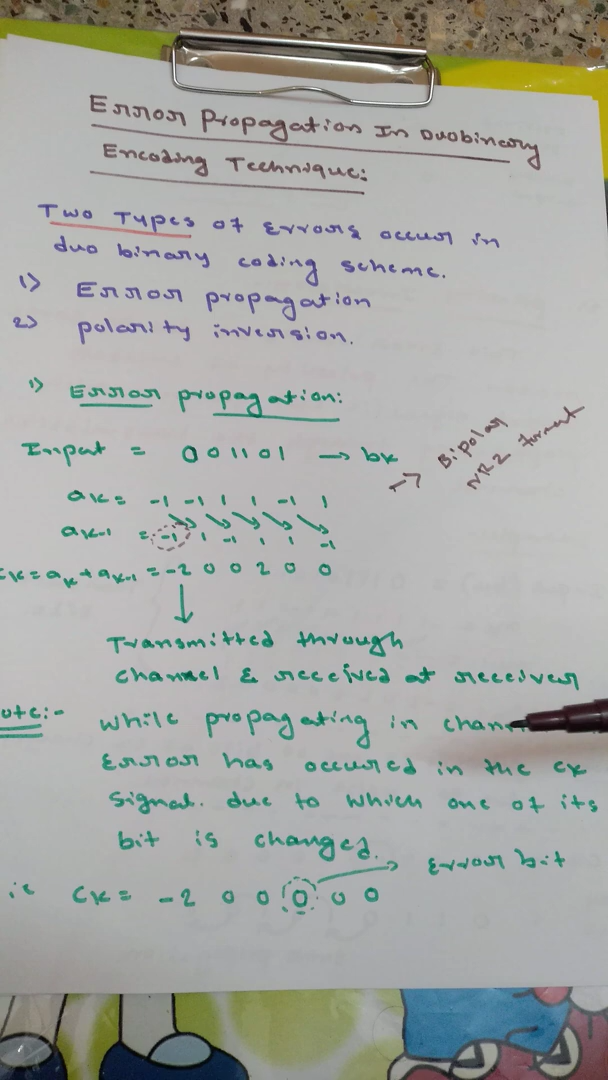 Error Propagation In Duobinary
Encoding Technique:
Two Types of Errors occur in
duo binary coding scheme.
1) Error propagation
2) polarity inversion.
1) Error propagation:
Input = 001101 → bk
→ Bipolar
NRZ format
ak = -1 -1 1 1 -1 1
ak-1 = -1 1 -1 1 1 -1
ck = ak + ak-1 = -2 0 0 2 0 0
Transmitted through
channel & received at receiver
ote:- while propagating in chan
Error has occured in the ck
signal. due to which one of its
bit is changed.
→ Error bit
ie ck = -2 0 0 0 0 0